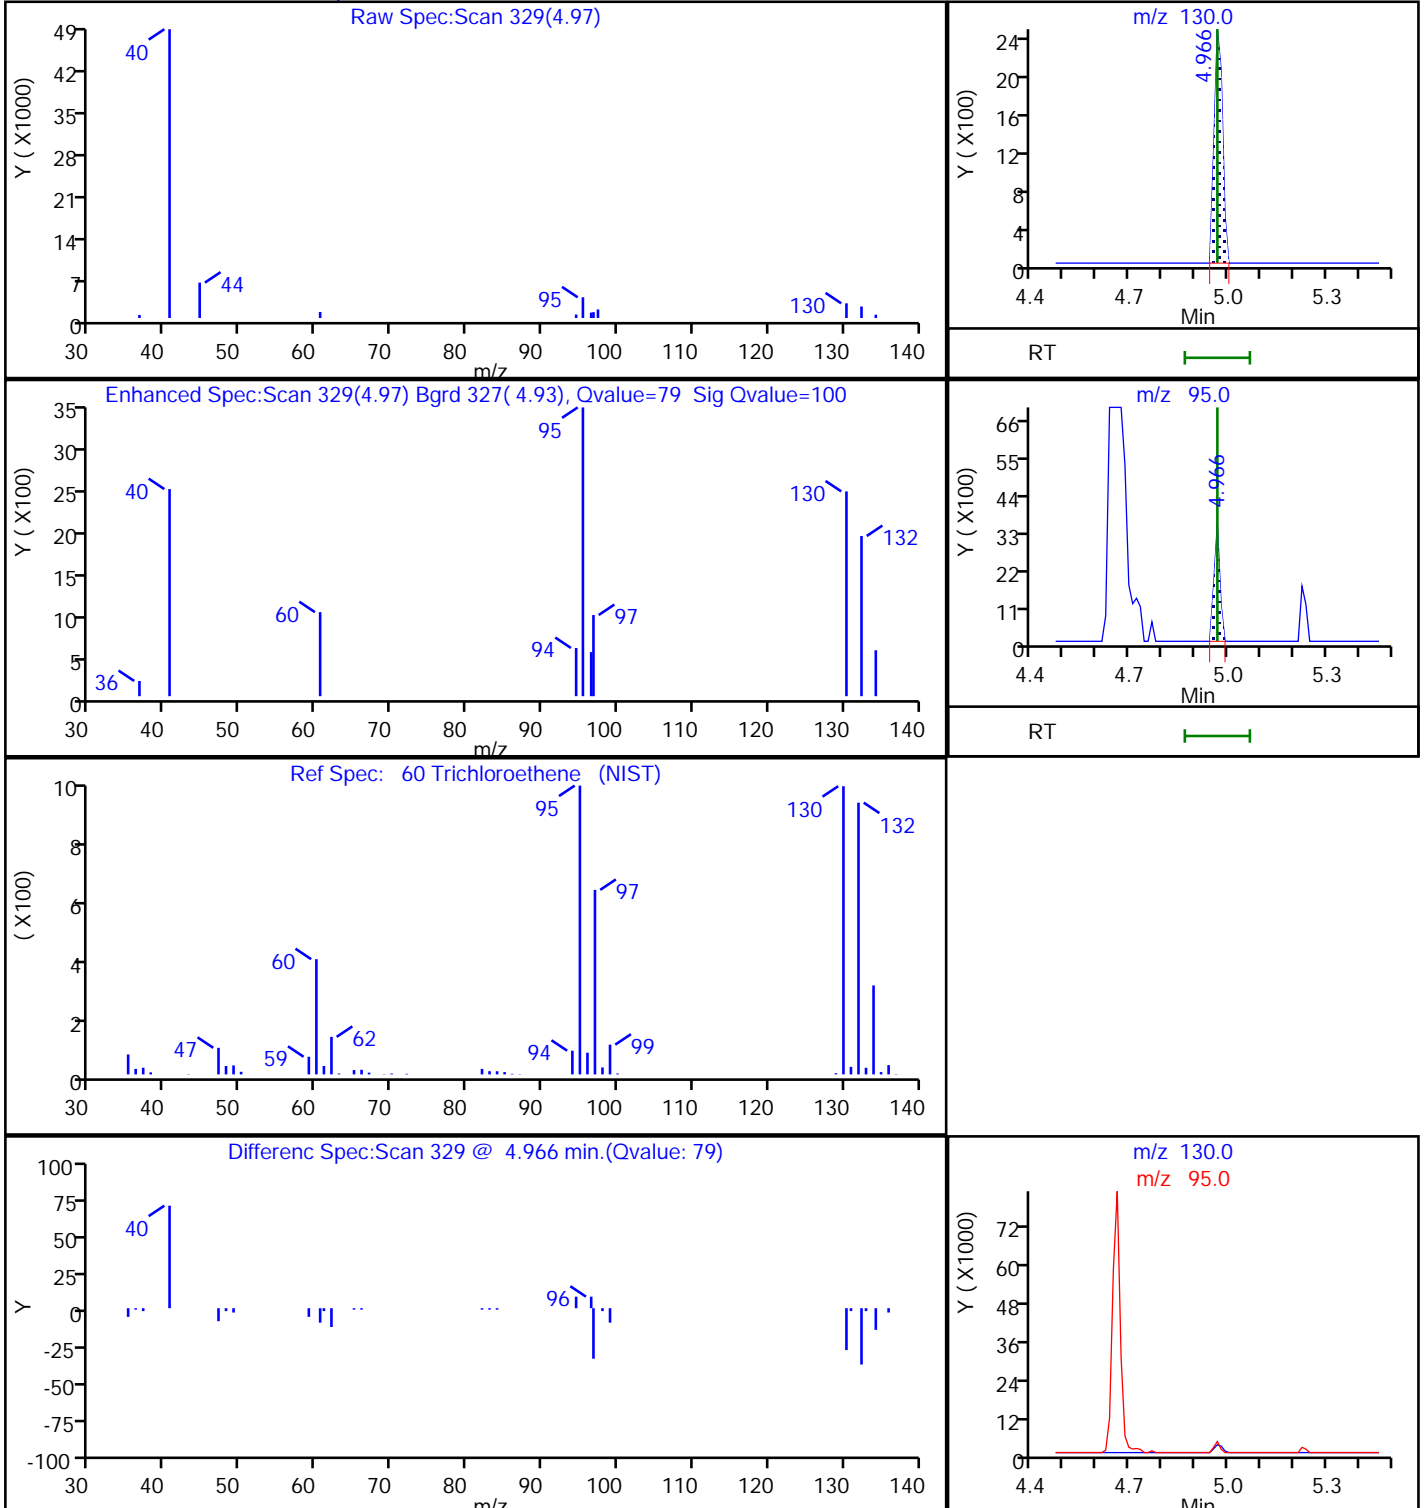 Raw Spec:Scan 329(4.97)
Y ( X1000)
49
42
35
28
21
14
7
0
40
44
95
130
30 40 50 60 70 80 90 100 110 120 130 140
m/z
m/z 130.0
Y ( X100)
24
20
16
12
8
4
0
4.966
4.4 4.7 5.0 5.3
Min
RT
Enhanced Spec:Scan 329(4.97) Bgrd 327( 4.93), Qvalue=79 Sig Qvalue=100
Y ( X100)
35
30
25
20
15
10
5
0
36
40
60
94
95
97
130
132
30 40 50 60 70 80 90 100 110 120 130 140
m/z
m/z 95.0
Y ( X100)
66
55
44
33
22
11
0
4.966
4.4 4.7 5.0 5.3
Min
RT
Ref Spec: 60 Trichloroethene (NIST)
( X100)
10
8
6
4
2
0
47
59
60
62
94
95
97
99
130
132
30 40 50 60 70 80 90 100 110 120 130 140
Differenc Spec:Scan 329 @ 4.966 min.(Qvalue: 79)
Y
100
75
50
25
0
-25
-50
-75
-100
40
96
30 40 50 60 70 80 90 100 110 120 130 140
m/z
m/z 130.0
m/z 95.0
Y ( X1000)
72
60
48
36
24
12
0
4.4 4.7 5.0 5.3
Min